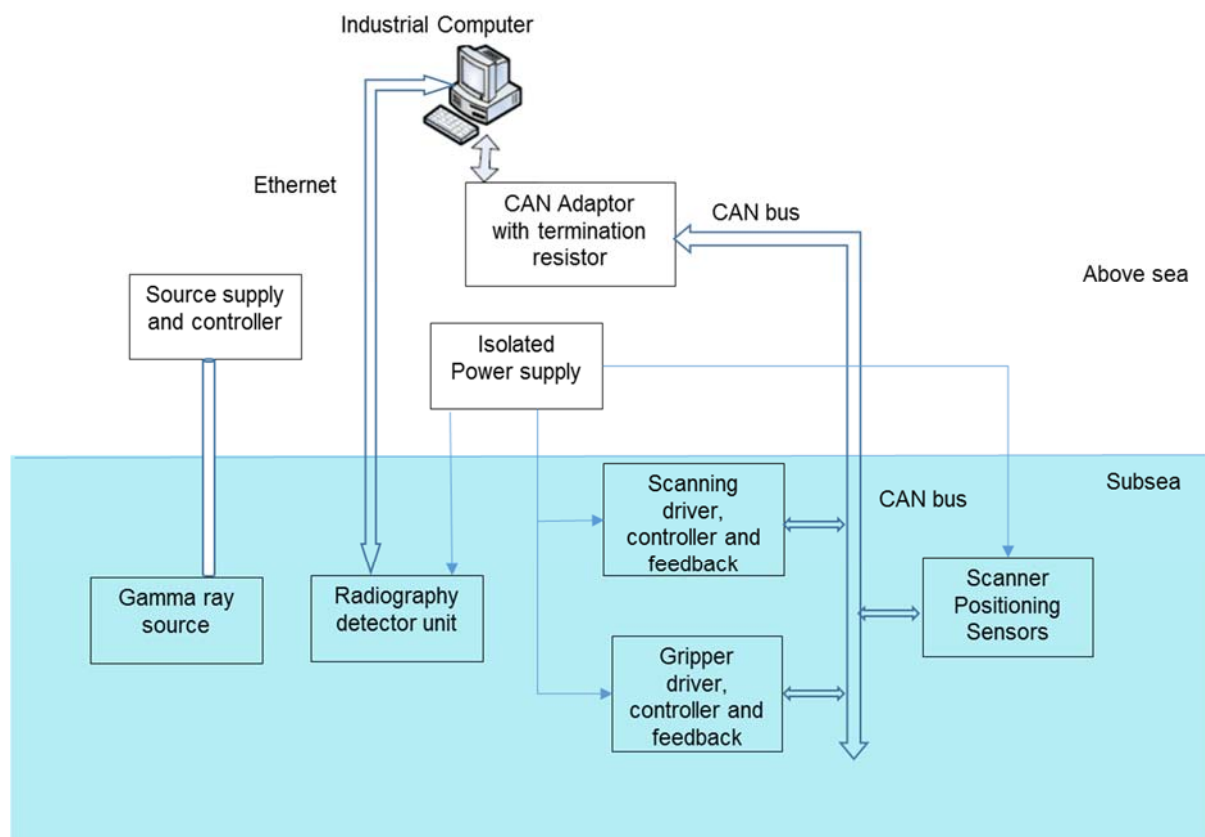 Industrial Computer
Ethernet
CAN Adaptor
with termination
resistor
CAN bus
Above sea
Source supply
and controller
Isolated
Power supply
Subsea
Scanning
driver,
controller and
feedback
CAN bus
Gamma ray
source
Radiography
detector unit
Scanner
Positioning
Sensors
Gripper
driver,
controller and
feedback